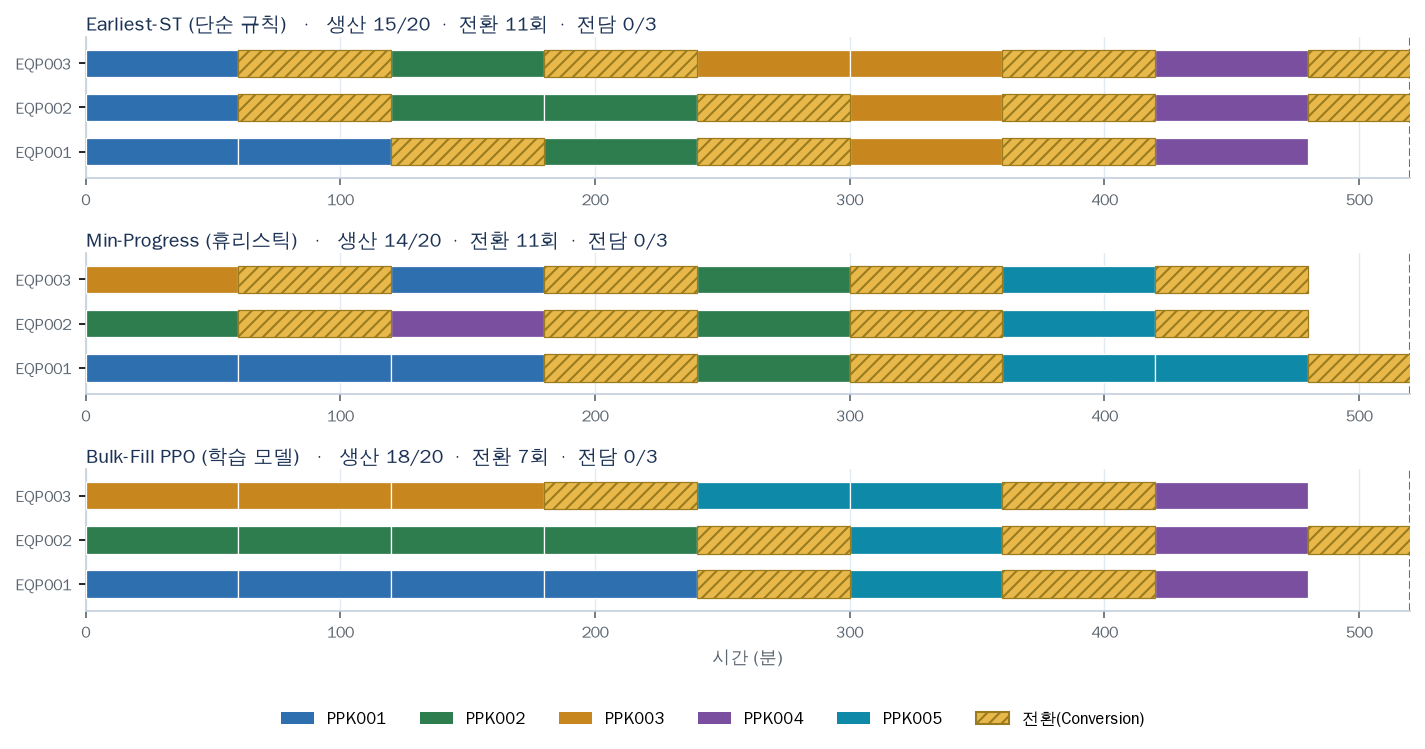 Earliest-ST (단순 규칙) · 생산 15/20 · 전환 11회 · 전담 0/3
EQP003
EQP002
EQP001
0 100 200 300 400 500
Min-Progress (휴리스틱) · 생산 14/20 · 전환 11회 · 전담 0/3
EQP003
EQP002
EQP001
0 100 200 300 400 500
Bulk-Fill PPO (학습 모델) · 생산 18/20 · 전환 7회 · 전담 0/3
EQP003
EQP002
EQP001
0 100 200 300 400 500
시간 (분)
PPK001 PPK002 PPK003 PPK004 PPK005 전환(Conversion)